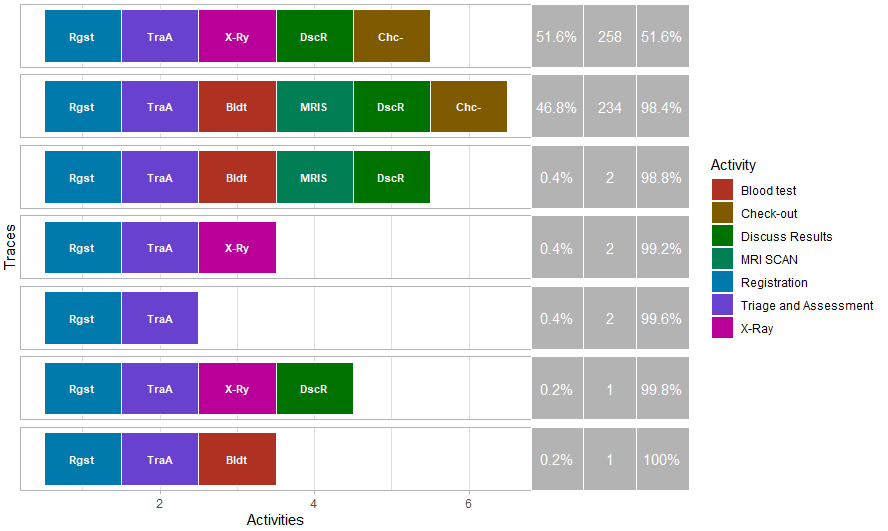 Rgst TraA X-Ry DscR Chc- 51.6% 258 51.6%
Rgst TraA Bldt MRIS DscR Chc- 46.8% 234 98.4%
Rgst TraA Bldt MRIS DscR 0.4% 2 98.8%
Rgst TraA X-Ry 0.4% 2 99.2%
Rgst TraA 0.4% 2 99.6%
Rgst TraA X-Ry DscR 0.2% 1 99.8%
Rgst TraA Bldt 0.2% 1 100%
Traces
2 4 6
Activities
Activity
Blood test
Check-out
Discuss Results
MRI SCAN
Registration
Triage and Assessment
X-Ray